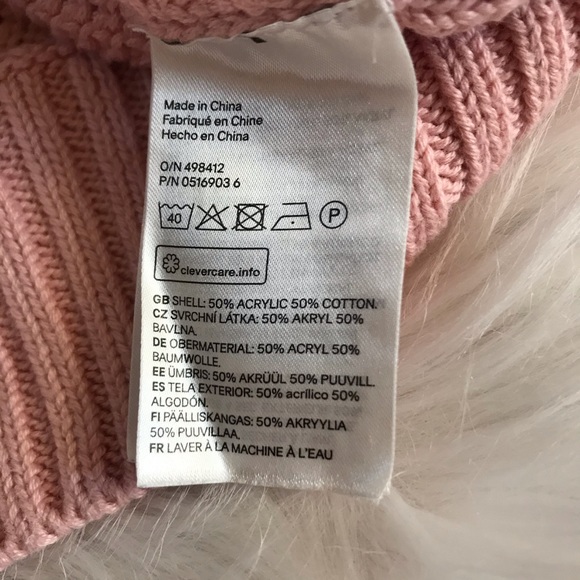 Made in China
Fabriqué en Chine
Hecho en China
O/N 498412
P/N 0516903 6
40
P
clevercare.info
GB SHELL: 50% ACRYLIC 50% COTTON.
CZ SVRCHNÍ LÁTKA: 50% AKRYL 50%
BAVLNA.
DE OBERMATERIAL: 50% ACRYL 50%
BAUMWOLLE.
EE ÜMBRIS: 50% AKRÜÜL 50% PUUVILL.
ES TELA EXTERIOR: 50% acrílico 50%
ALGODÓN.
FI PÄÄLLISKANGAS: 50% AKRYYLIA
50% PUUVILLAA.
FR LAVER À LA MACHINE À L'EAU